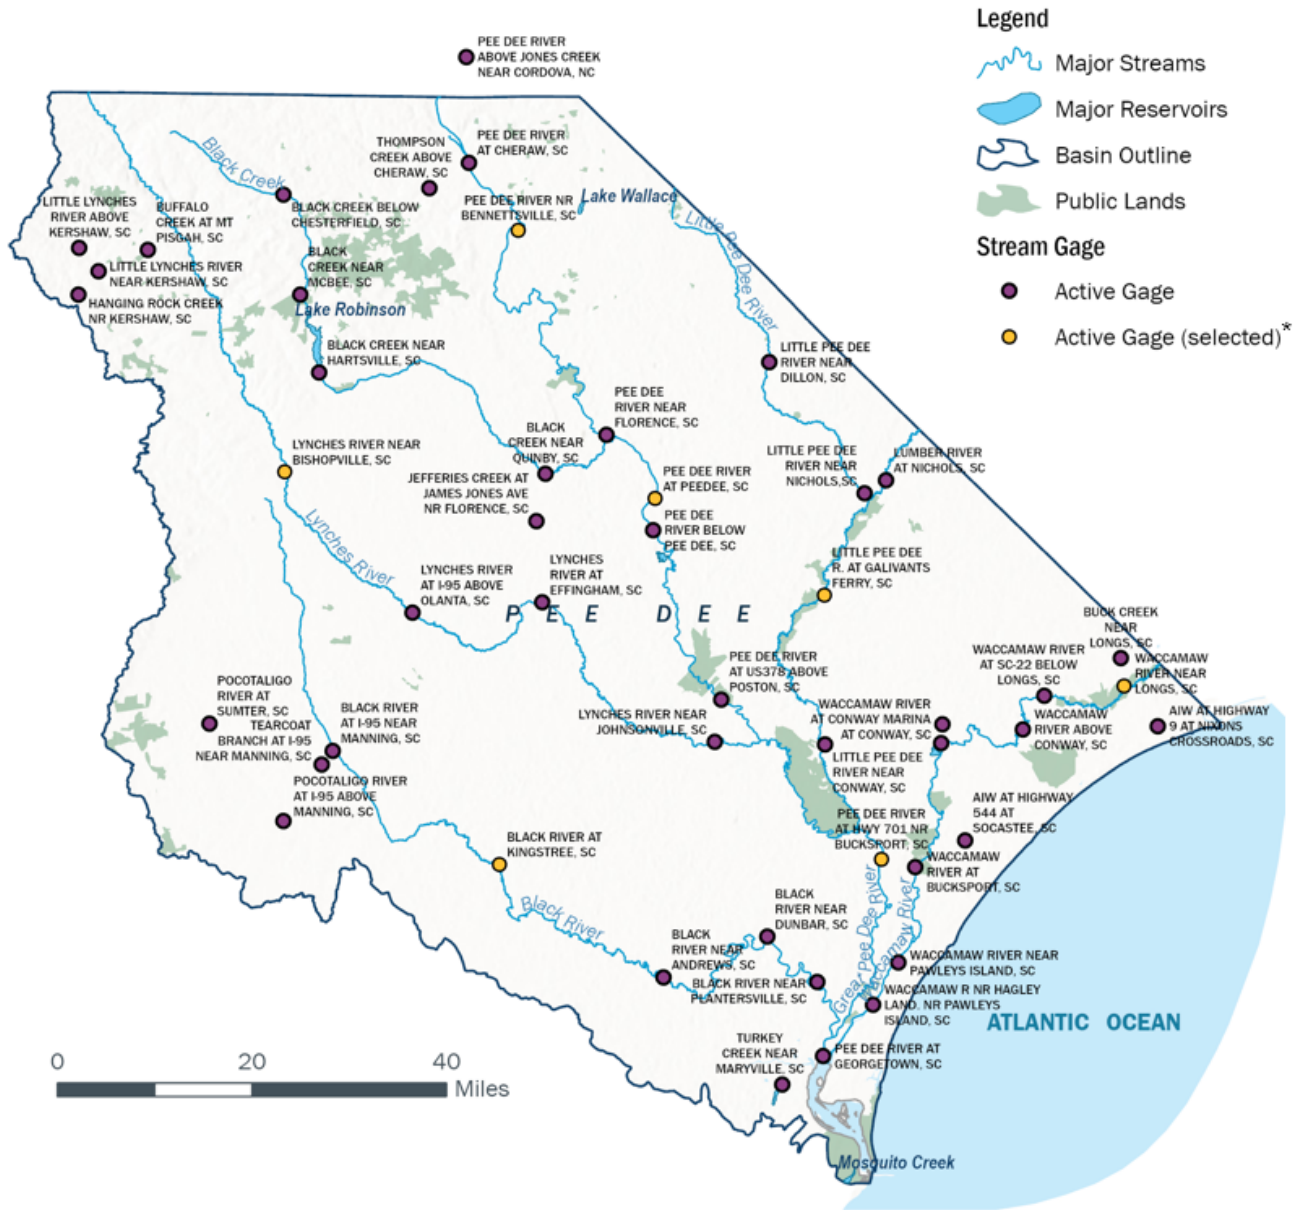 PEE DEE RIVER
ABOVE JONES CREEK
NEAR CORDOVA, NC
Legend
Major Streams
Major Reservoirs
Basin Outline
Public Lands
Stream Gage
Active Gage
Active Gage (selected)*
THOMPSON
CREEK ABOVE
CHERAW, SC
PEE DEE RIVER
AT CHERAW, SC
Black Creek
LITTLE LYNCHES
RIVER ABOVE
KERSHAW, SC
BUFFALO
CREEK AT MT
PISGAH, SC
BLACK CREEK BELOW
CHESTERFIELD, SC
PEE DEE RIVER NR
BENNETTSVILLE, SC
Lake Wallace
Little Pee Dee River
LITTLE LYNCHES RIVER
NEAR KERSHAW, SC
BLACK
CREEK NEAR
MCBEE, SC
HANGING ROCK CREEK
NR KERSHAW, SC
Lake Robinson
BLACK CREEK NEAR
HARTSVILLE, SC
LITTLE PEE DEE
RIVER NEAR
DILLON, SC
PEE DEE
RIVER NEAR
FLORENCE, SC
LYNCHES RIVER NEAR
BISHOPVILLE, SC
BLACK
CREEK NEAR
QUINBY, SC
LITTLE PEE DEE
RIVER NEAR
NICHOLS,SC
LUMBER RIVER
AT NICHOLS, SC
JEFFERIES CREEK AT
JAMES JONES AVE
NR FLORENCE, SC
PEE DEE RIVER
AT PEEDEE, SC
PEE DEE
RIVER BELOW
PEE DEE, SC
Lynches River
LYNCHES RIVER
AT I-95 ABOVE
OLANTA, SC
LYNCHES
RIVER AT
EFFINGHAM, SC
LITTLE PEE DEE
R. AT GALIVANTS
FERRY, SC
PEE DEE
BUCK CREEK
NEAR
LONGS, SC
WACCAMAW RIVER
AT SC-22 BELOW
LONGS, SC
WACCAMAW
RIVER NEAR
LONGS, SC
POCOTALIGO
RIVER AT
SUMTER, SC
TEARCOAT
BRANCH AT I-95
NEAR MANNING, SC
BLACK RIVER
AT I-95 NEAR
MANNING, SC
PEE DEE RIVER
AT US378 ABOVE
POSTON, SC
LYNCHES RIVER NEAR
JOHNSONVILLE, SC
WACCAMAW RIVER
AT CONWAY MARINA
AT CONWAY, SC
WACCAMAW
RIVER ABOVE
CONWAY, SC
AIW AT HIGHWAY
9 AT NIXONS
CROSSROADS, SC
LITTLE PEE DEE
RIVER NEAR
CONWAY, SC
POCOTALIGO RIVER
AT I-95 ABOVE
MANNING, SC
PEE DEE RIVER
AT HWY 701 NR
BUCKSPORT, SC
AIW AT HIGHWAY
544 AT
SOCASTEE, SC
BLACK RIVER AT
KINGSTREE, SC
WACCAMAW
RIVER AT
BUCKSPORT, SC
Black River
BLACK
RIVER NEAR
DUNBAR, SC
Great Pee Dee River
Waccamaw River
BLACK
RIVER NEAR
ANDREWS, SC
BLACK RIVER NEAR
PLANTERSVILLE, SC
WACCAMAW RIVER NEAR
PAWLEYS ISLAND, SC
WACCAMAW R NR HAGLEY
LAND. NR PAWLEYS
ISLAND, SC
ATLANTIC OCEAN
TURKEY
CREEK NEAR
MARYVILLE, SC
PEE DEE RIVER AT
GEORGETOWN, SC
0 20 40
Miles
Mosquito Creek